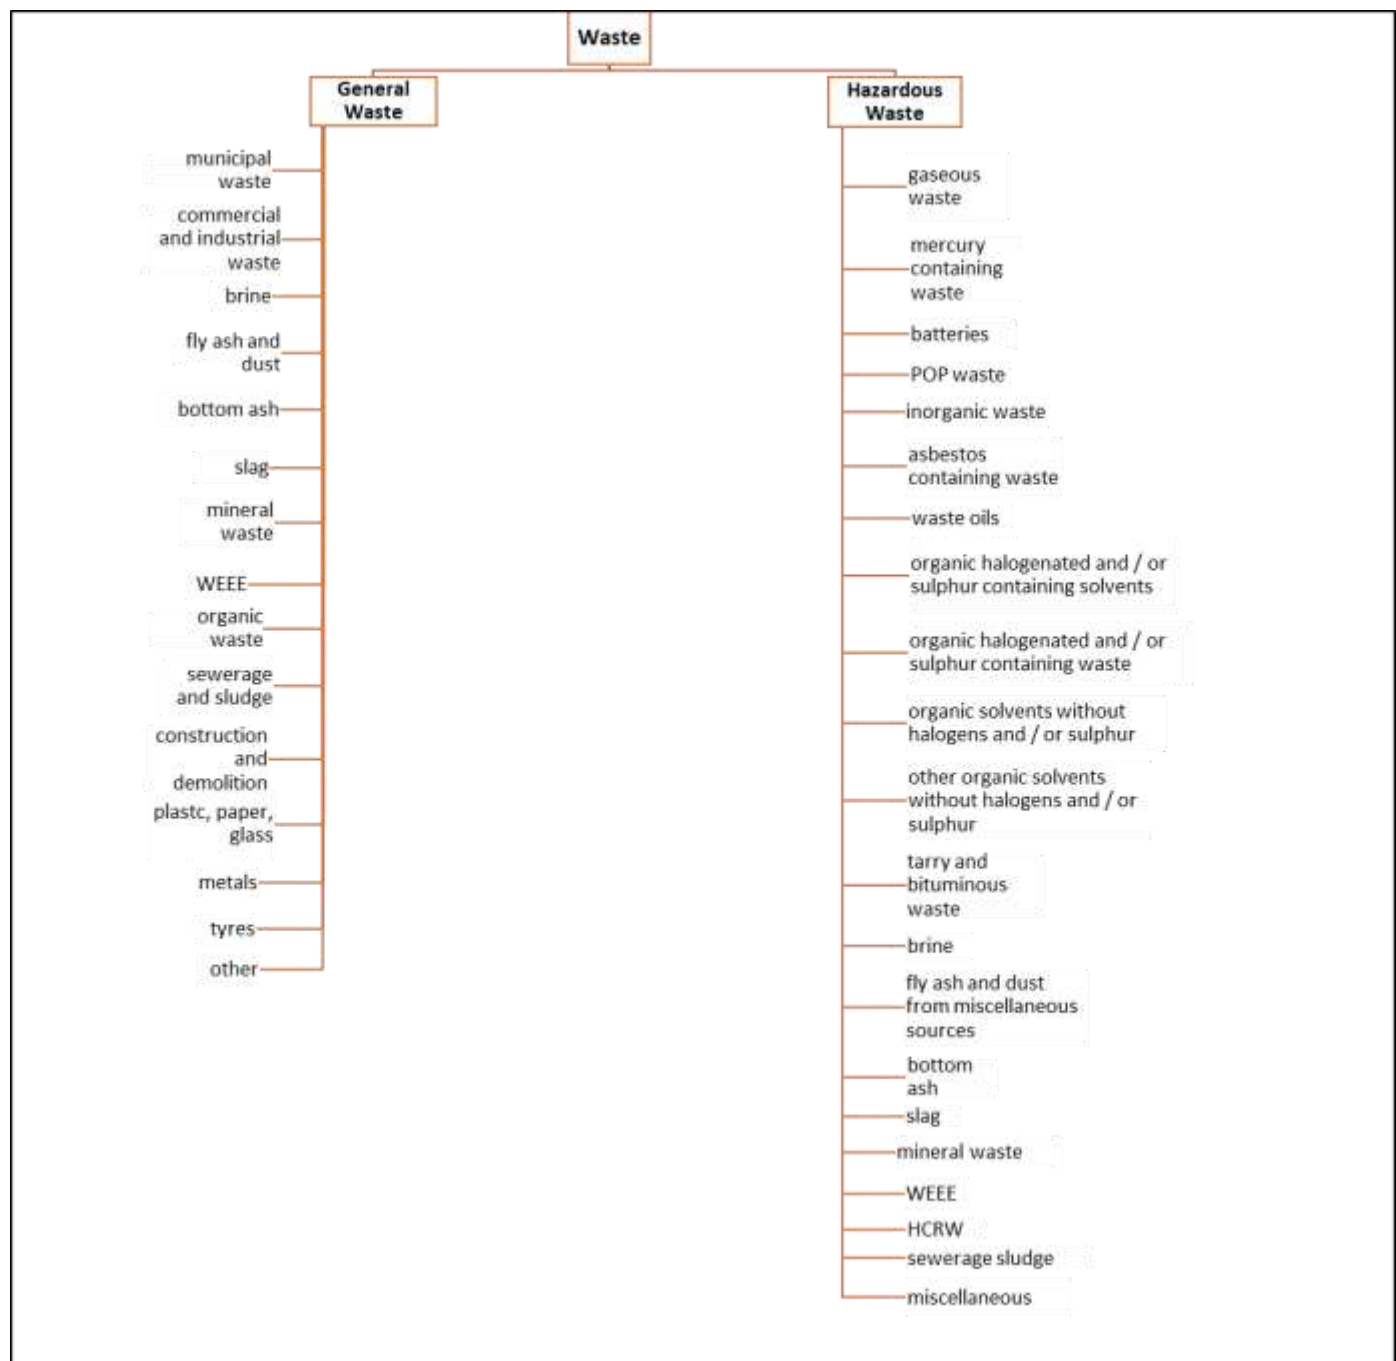 Waste
General
Waste
municipal
waste
commercial
and industrial
waste
brine
fly ash and
dust
bottom ash
slag
mineral
waste
WEEE
organic
waste
sewerage
and sludge
construction
and
demolition
plastc, paper,
glass
metals
tyres
other
Hazardous
Waste
gaseous
waste
mercury
containing
waste
batteries
POP waste
inorganic waste
asbestos
containing waste
waste oils
organic halogenated and / or
sulphur containing solvents
organic halogenated and / or
sulphur containing waste
organic solvents without
halogens and / or sulphur
other organic solvents
without halogens and / or
sulphur
tarry and
bituminous
waste
brine
fly ash and dust
from miscellaneous
sources
bottom
ash
slag
mineral waste
WEEE
HCRW
sewerage sludge
miscellaneous